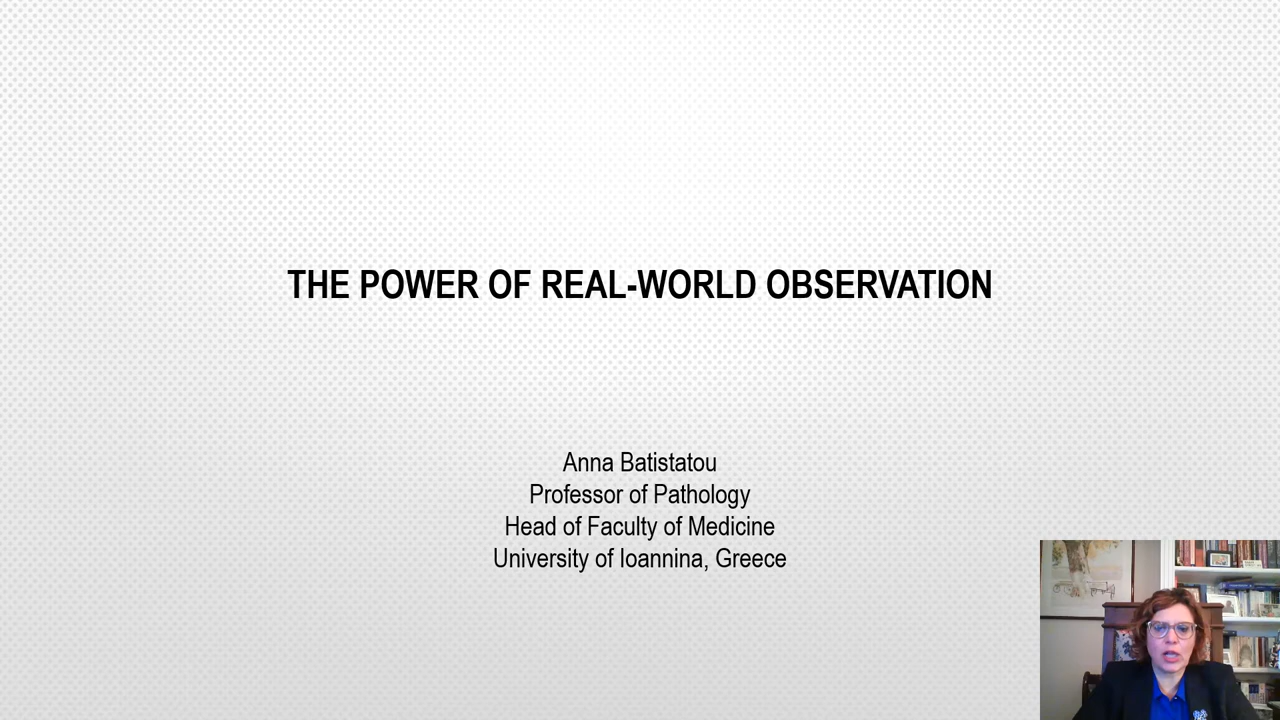 THE POWER OF REAL-WORLD OBSERVATION
Anna Batistatou
Professor of Pathology
Head of Faculty of Medicine
University of Ioannina, Greece